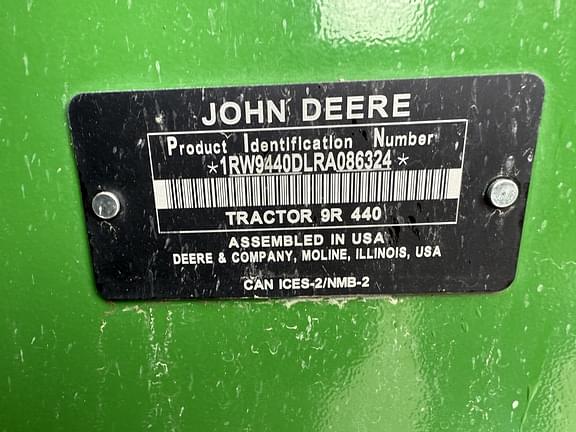 JOHN DEERE
Product Identification Number
*1RW9440DLRA086324*
TRACTOR 9R 440
ASSEMBLED IN USA
DEERE & COMPANY, MOLINE, ILLINOIS, USA
CAN ICES-2/NMB-2